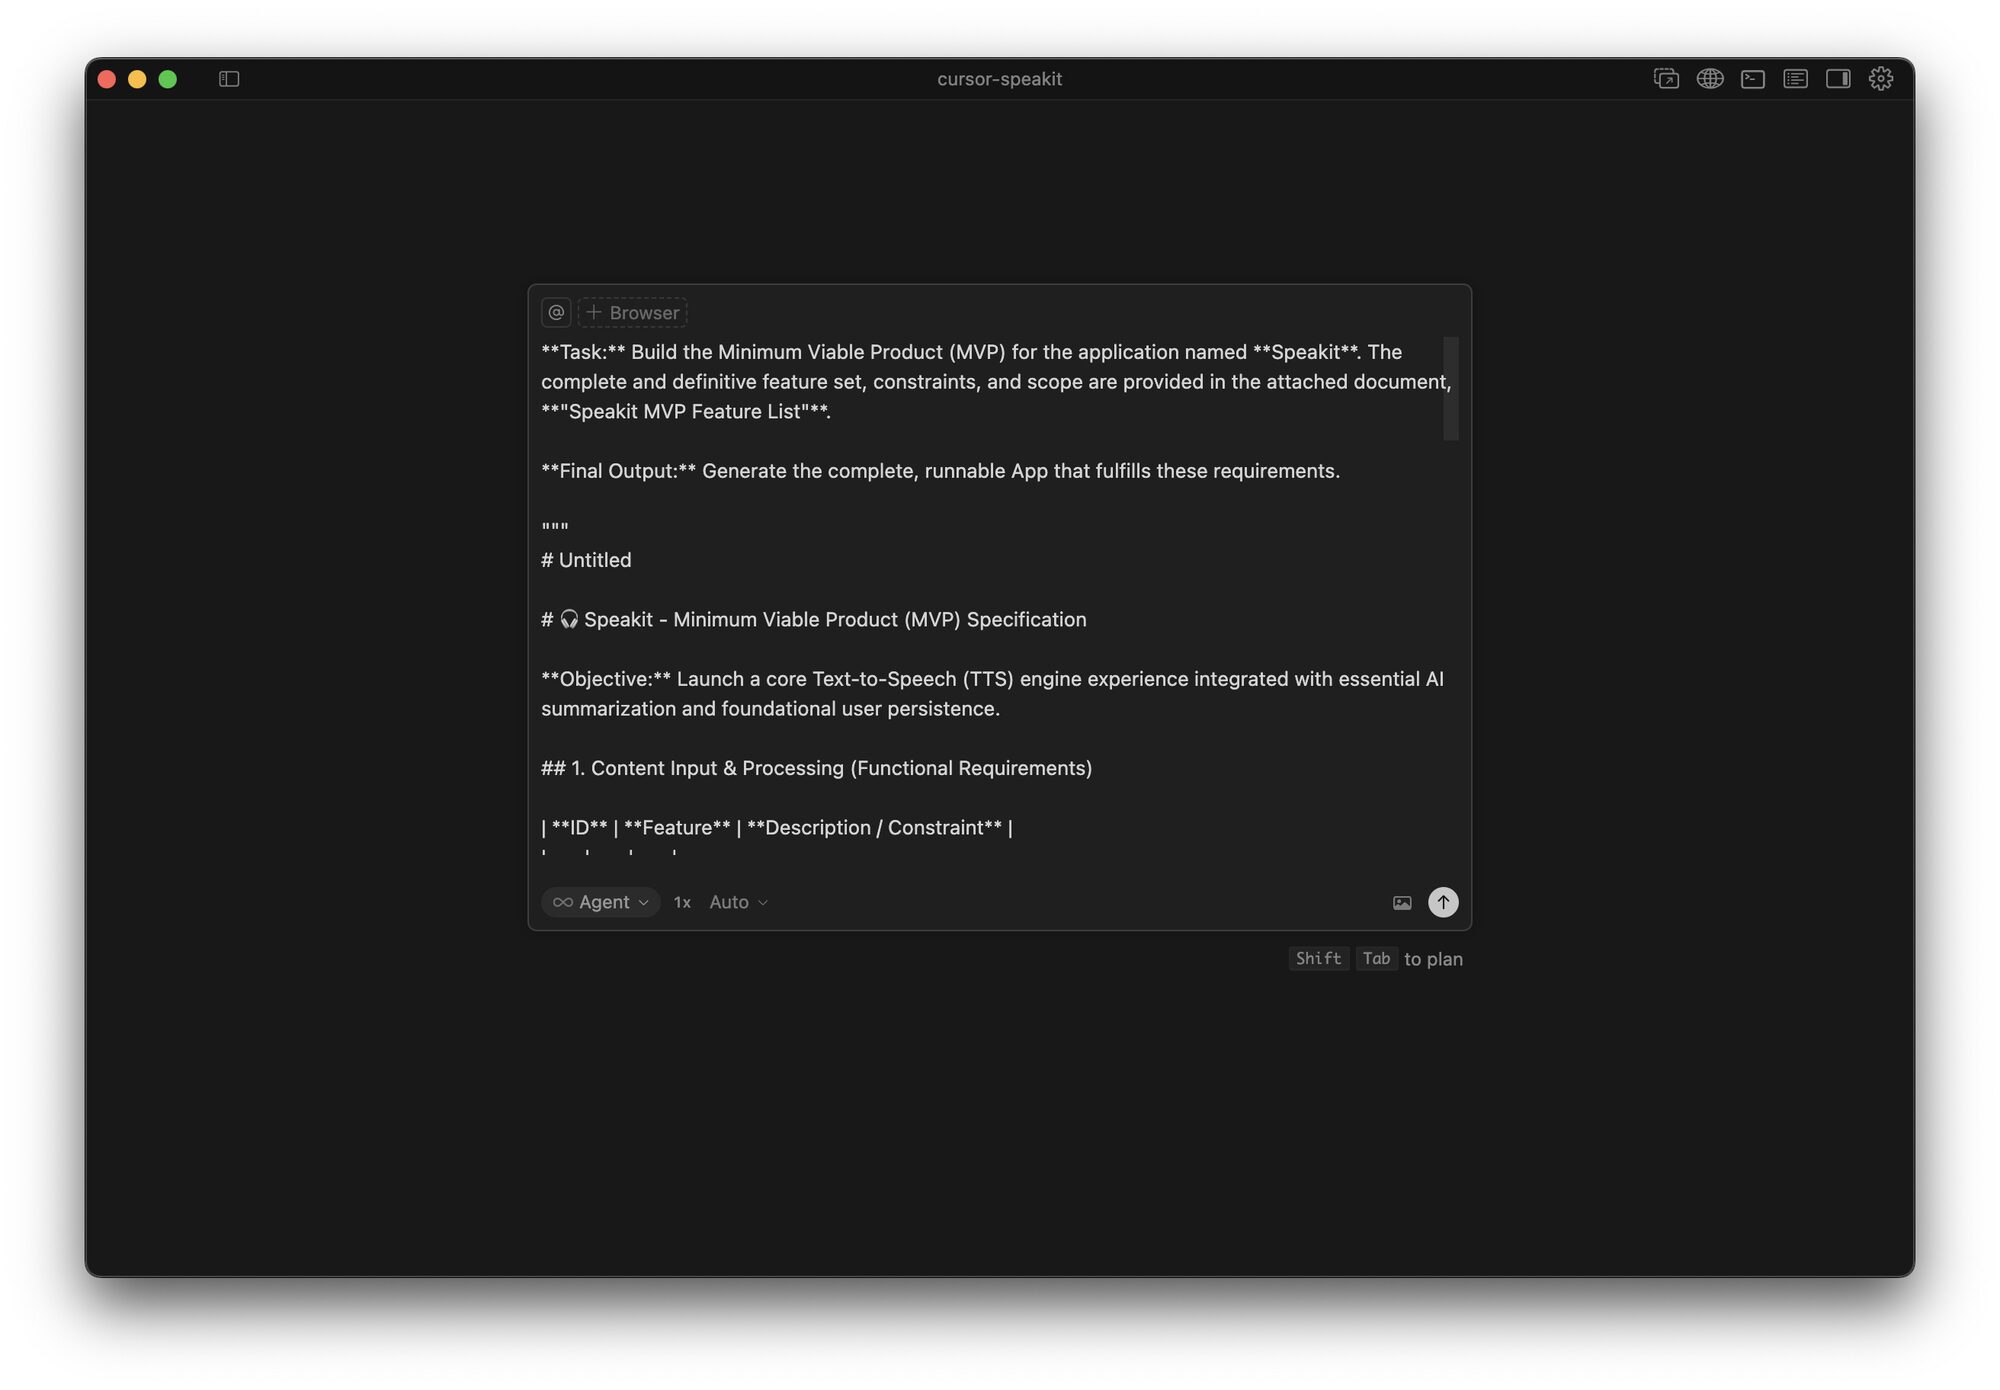 cursor-speakit
@ + Browser
**Task:** Build the Minimum Viable Product (MVP) for the application named **Speakit**. The
complete and definitive feature set, constraints, and scope are provided in the attached document,
**"Speakit MVP Feature List"**.
**Final Output:** Generate the complete, runnable App that fulfills these requirements.
"""
# Untitled
# 🎧 Speakit - Minimum Viable Product (MVP) Specification
**Objective:** Launch a core Text-to-Speech (TTS) engine experience integrated with essential AI
summarization and foundational user persistence.
## 1. Content Input & Processing (Functional Requirements)
| **ID** | **Feature** | **Description / Constraint** |
Agent 1x Auto
Shift Tab to plan